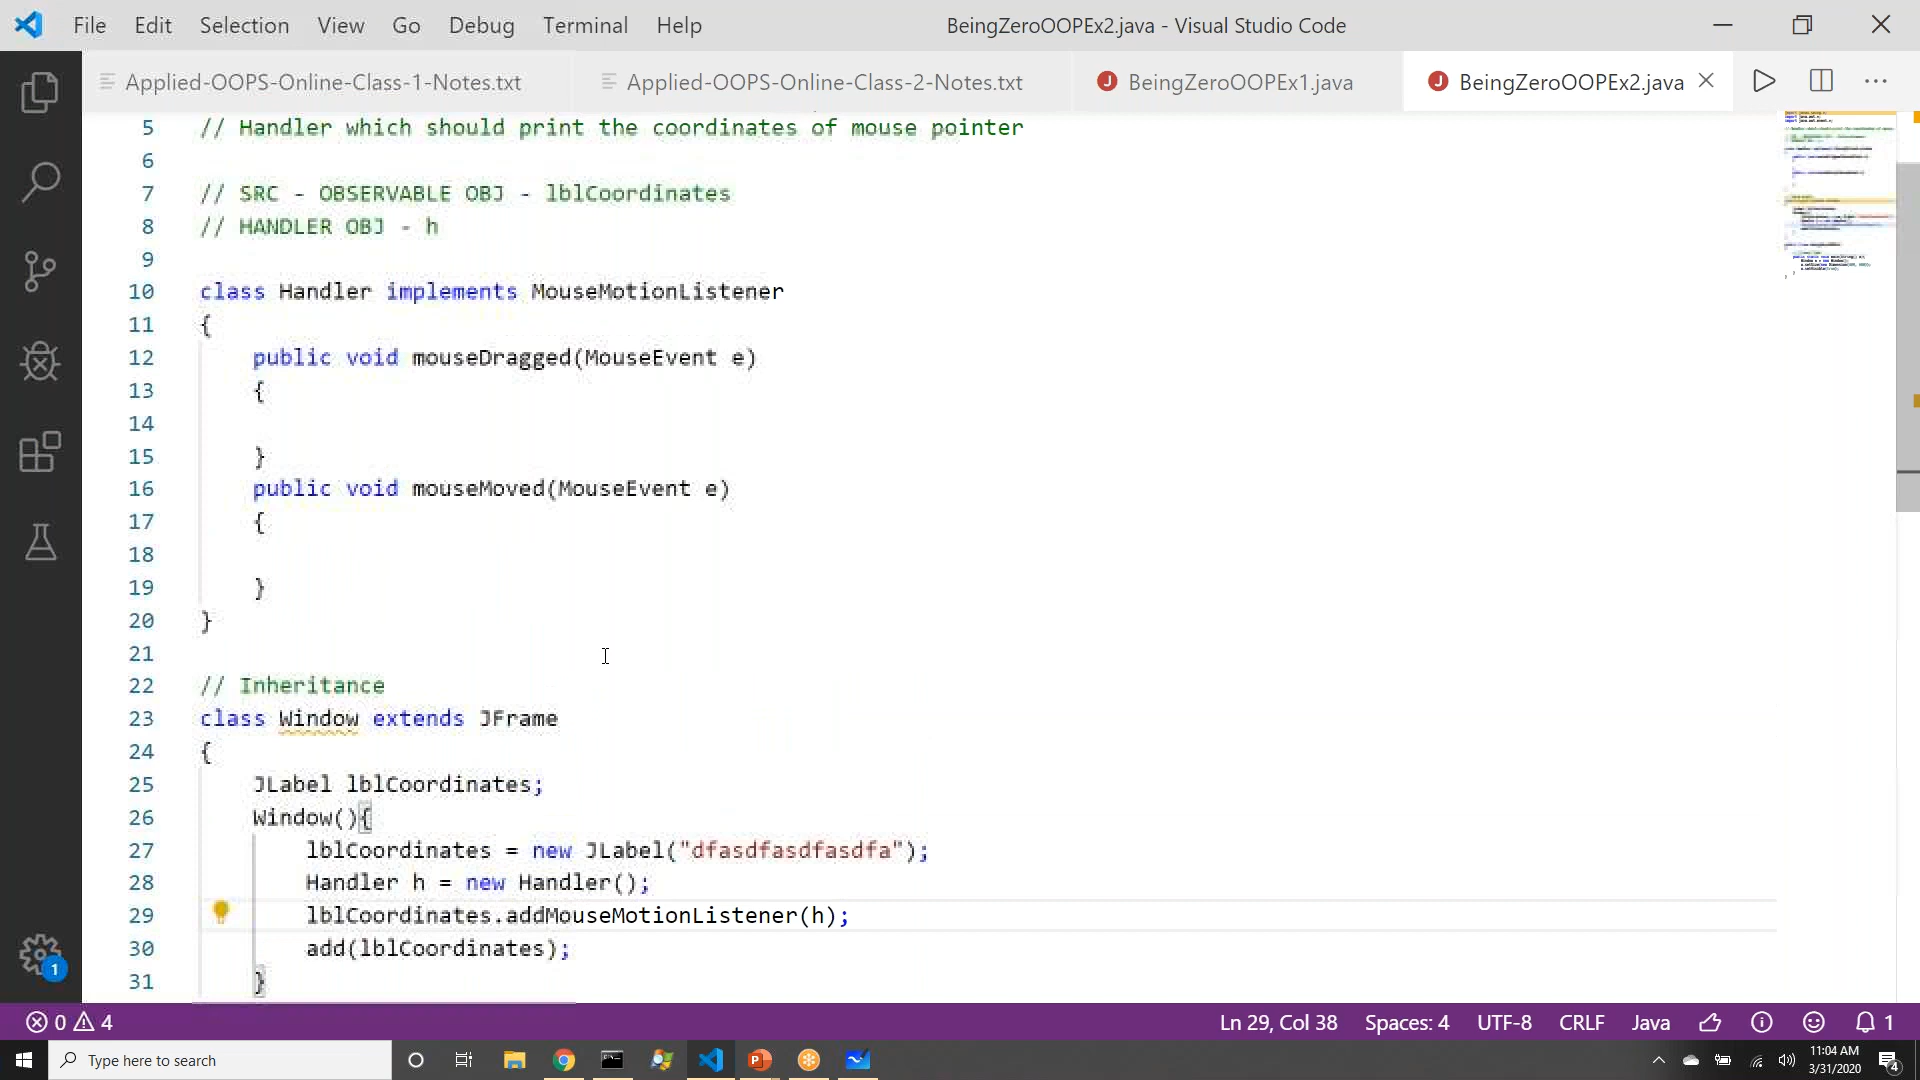 File Edit Selection View Go Debug Terminal Help BeingZeroOOPEx2.java - Visual Studio Code
Applied-OOPS-Online-Class-1-Notes.txt Applied-OOPS-Online-Class-2-Notes.txt BeingZeroOOPEx1.java BeingZeroOOPEx2.java
5 // Handler which should print the coordinates of mouse pointer
6
7 // SRC - OBSERVABLE OBJ - lblCoordinates
8 // HANDLER OBJ - h
9
10 class Handler implements MouseMotionListener
11 {
12 public void mouseDragged(MouseEvent e)
13 {
14
15 }
16 public void mouseMoved(MouseEvent e)
17 {
18
19 }
20 }
21
22 // Inheritance
23 class Window extends JFrame
24 {
25 JLabel lblCoordinates;
26 Window(){
27 lblCoordinates = new JLabel("dfasdfasdfasdfa");
28 Handler h = new Handler();
29 lblCoordinates.addMouseMotionListener(h);
30 add(lblCoordinates);
31 }
1
0 4 Ln 29, Col 38 Spaces: 4 UTF-8 CRLF Java 1
Type here to search 11:04 AM
3/31/2020 4